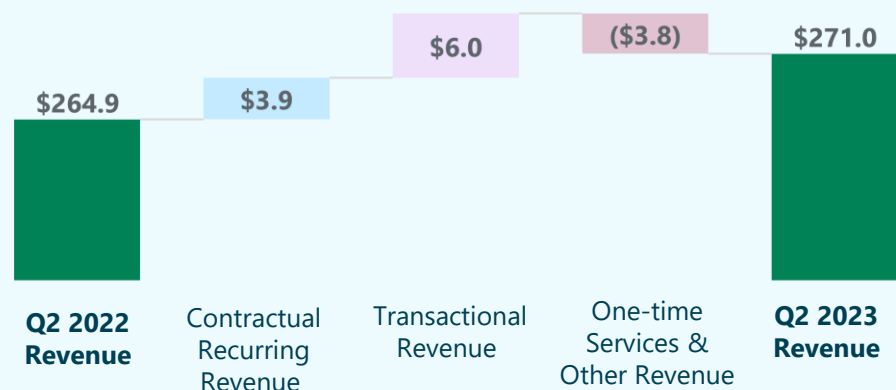 $264.9
$3.9
$6.0
($3.8)
$271.0
Q2 2022
Revenue
Contractual
Recurring
Revenue
Transactional
Revenue
One-time
Services &
Other Revenue
Q2 2023
Revenue